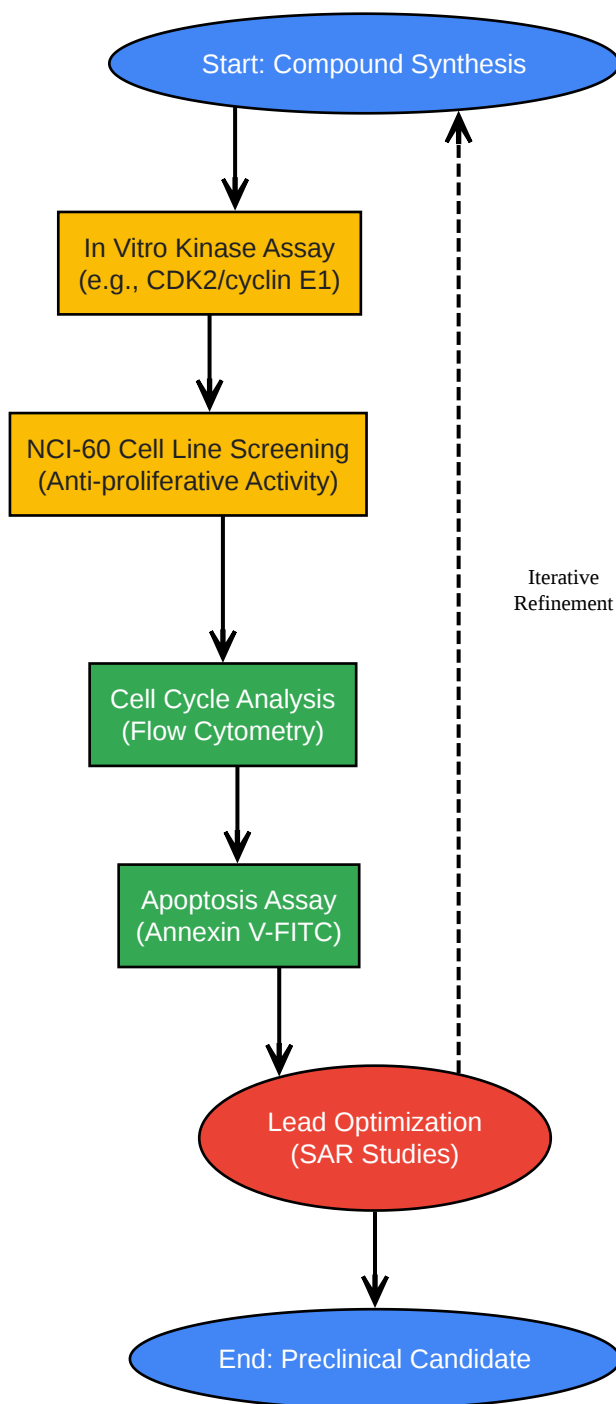 Start: Compound Synthesis
In Vitro Kinase Assay
(e.g., CDK2/cyclin E1)
NCI-60 Cell Line Screening
(Anti-proliferative Activity)
Iterative
Refinement
Cell Cycle Analysis
(Flow Cytometry)
Apoptosis Assay
(Annexin V-FITC)
Lead Optimization
(SAR Studies)
End: Preclinical Candidate